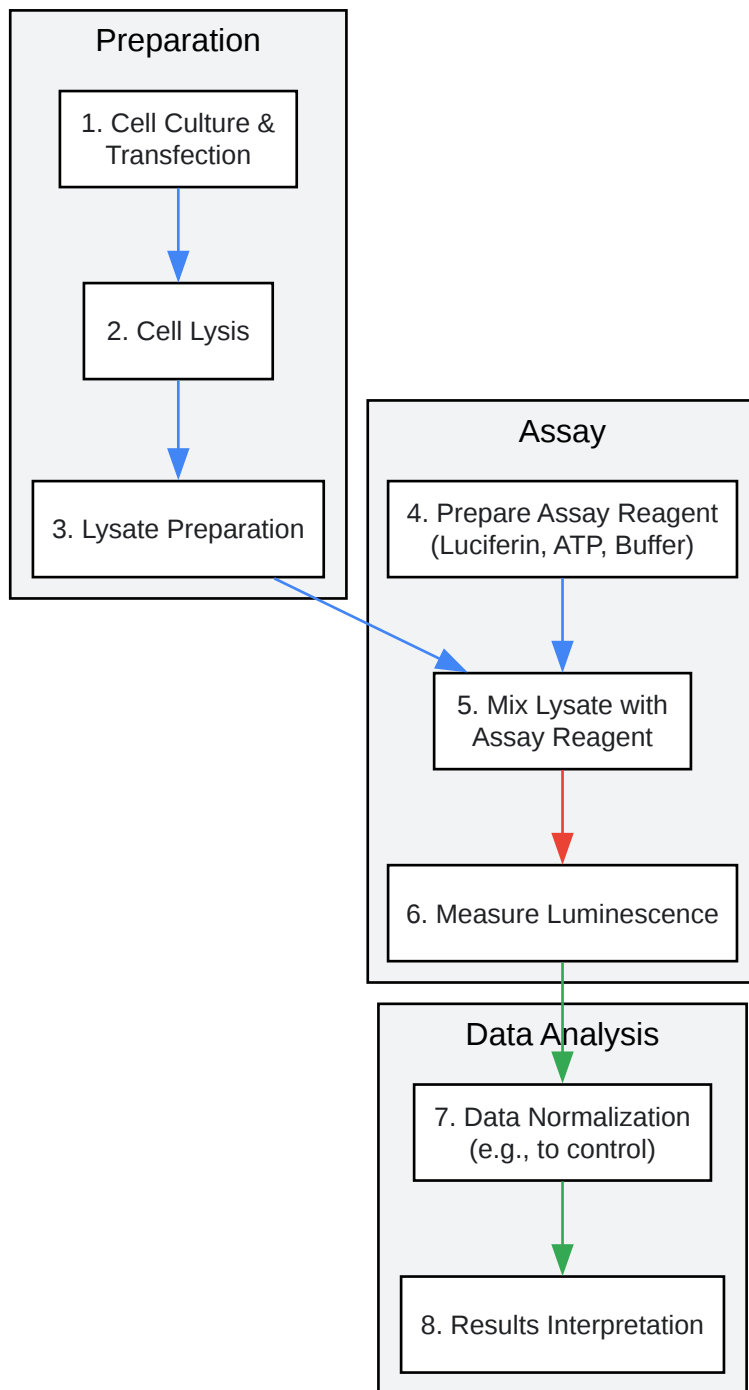 Preparation
1. Cell Culture &
Transfection
2. Cell Lysis
3. Lysate Preparation
Assay
4. Prepare Assay Reagent
(Luciferin, ATP, Buffer)
5. Mix Lysate with
Assay Reagent
6. Measure Luminescence
Data Analysis
7. Data Normalization
(e.g., to control)
8. Results Interpretation